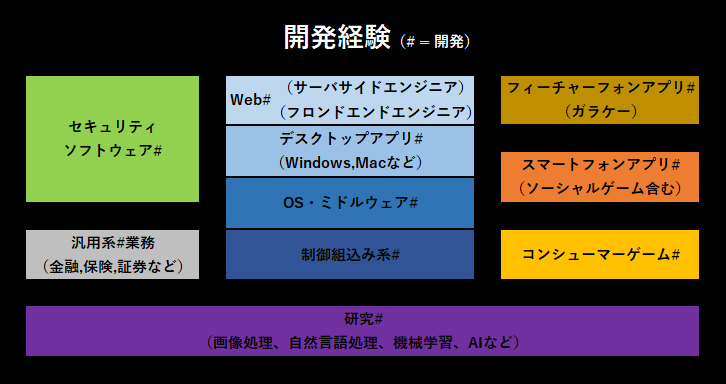 開発経験（# = 開発）
セキュリティ
ソフトウェア#
Web#
（サーバサイドエンジニア）
（フロンドエンドエンジニア）
デスクトップアプリ#
（Windows,Macなど）
OS・ミドルウェア#
制御組込み系#
フィーチャーフォンアプリ#
（ガラケー）
スマートフォンアプリ#
（ソーシャルゲーム含む）
汎用系#業務
（金融,保険,証券など）
コンシューマーゲーム#
研究#
（画像処理、自然言語処理、機械学習、AIなど）